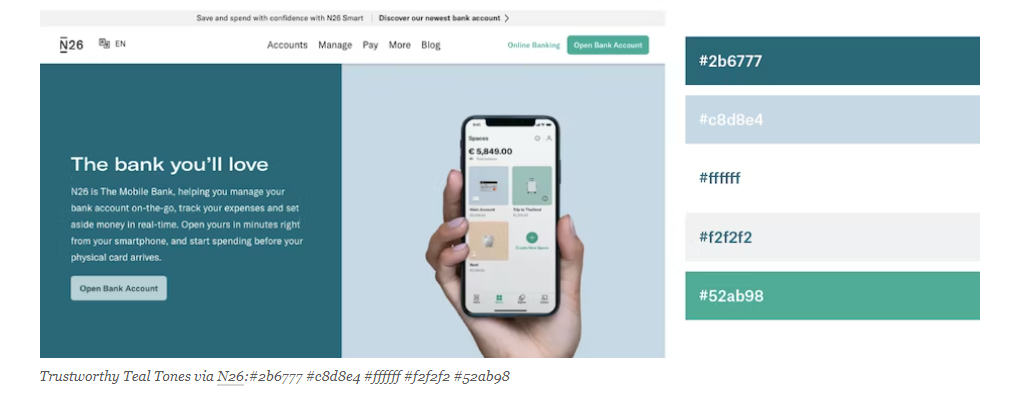 Save and spend with confidence with N26 Smart | Discover our newest bank account >
N26 EN Accounts Manage Pay More Blog Online Banking Open Bank Account
The bank you'll love
N26 is The Mobile Bank, helping you manage your
bank account on-the-go, track your expenses and set
aside money in real-time. Open yours in minutes right
from your smartphone, and start spending before your
physical card arrives.
Open Bank Account
Spaces
€ 5,849.00
Main Account
Trip to Thailand
Create New Space
#2b6777
#c8d8e4
#ffffff
#f2f2f2
#52ab98
Trustworthy Teal Tones via N26:#2b6777 #c8d8e4 #ffffff #f2f2f2 #52ab98